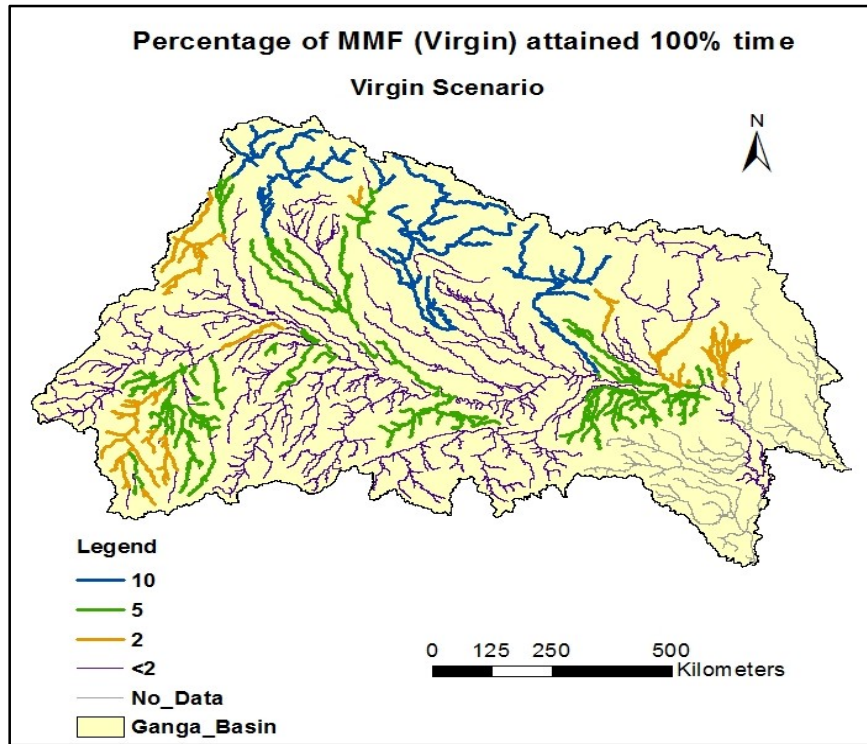 Percentage of MMF (Virgin) attained 100% time
Virgin Scenario
N
Legend
10
5
2
<2
No_Data
Ganga_Basin
0 125 250 500
Kilometers